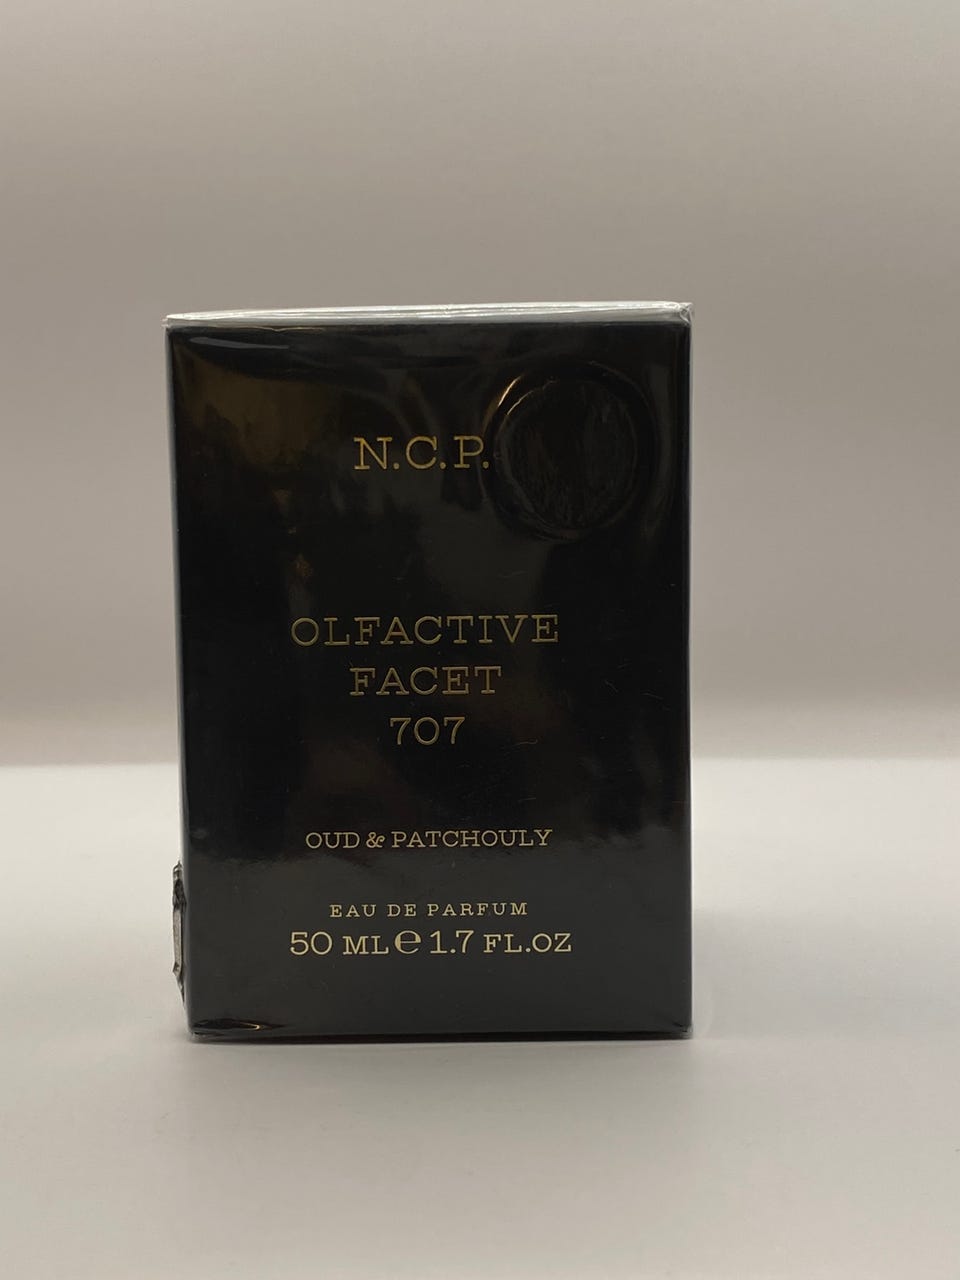 N.C.P.
OLFACTIVE
FACET
707
OUD & PATCHOULY
EAU DE PARFUM
50 ML ℮ 1.7 FL.OZ